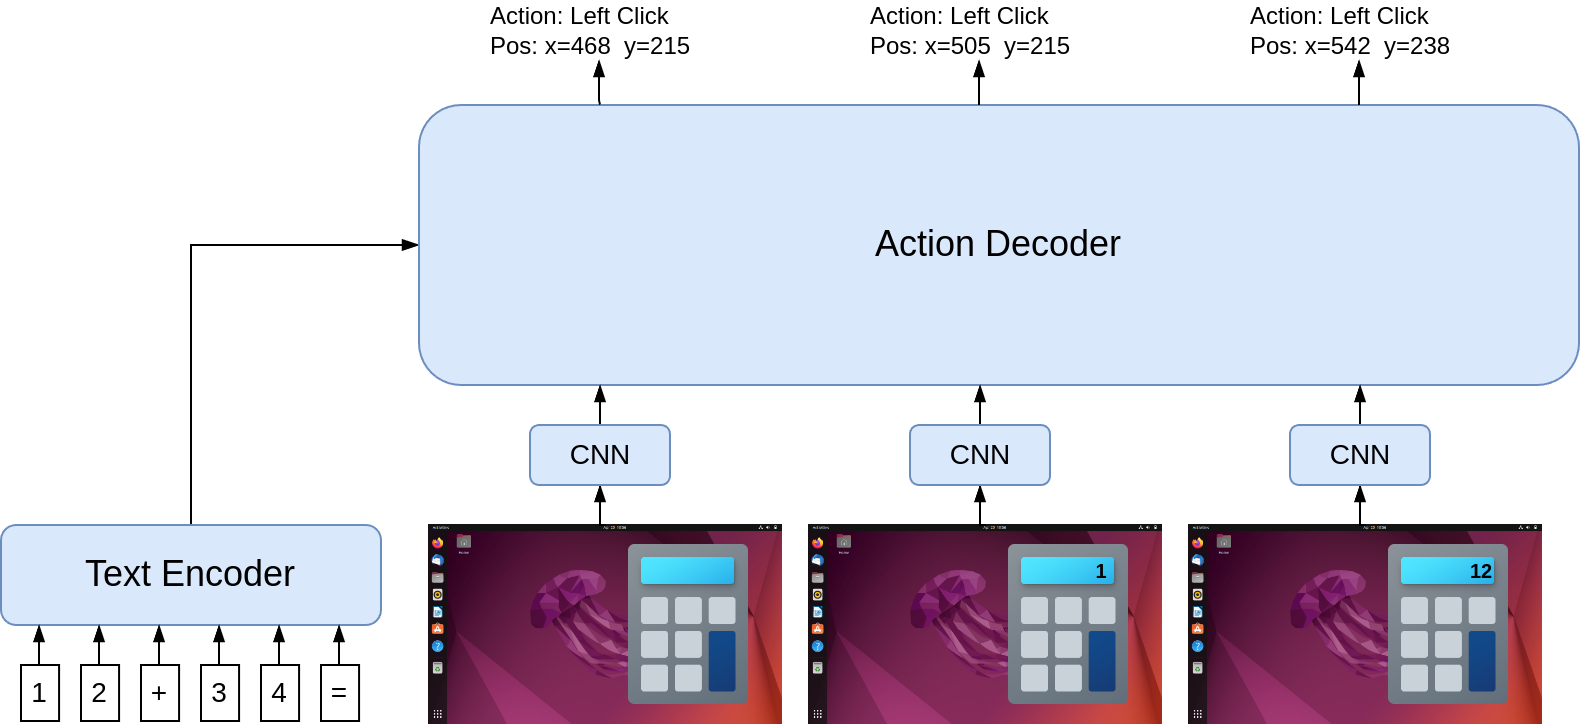 Action: Left Click
Pos: x=468 y=215
Action: Left Click
Pos: x=505 y=215
Action: Left Click
Pos: x=542 y=238
Action Decoder
CNN
CNN
CNN
Text Encoder
1
12
1 2 + 3 4 =